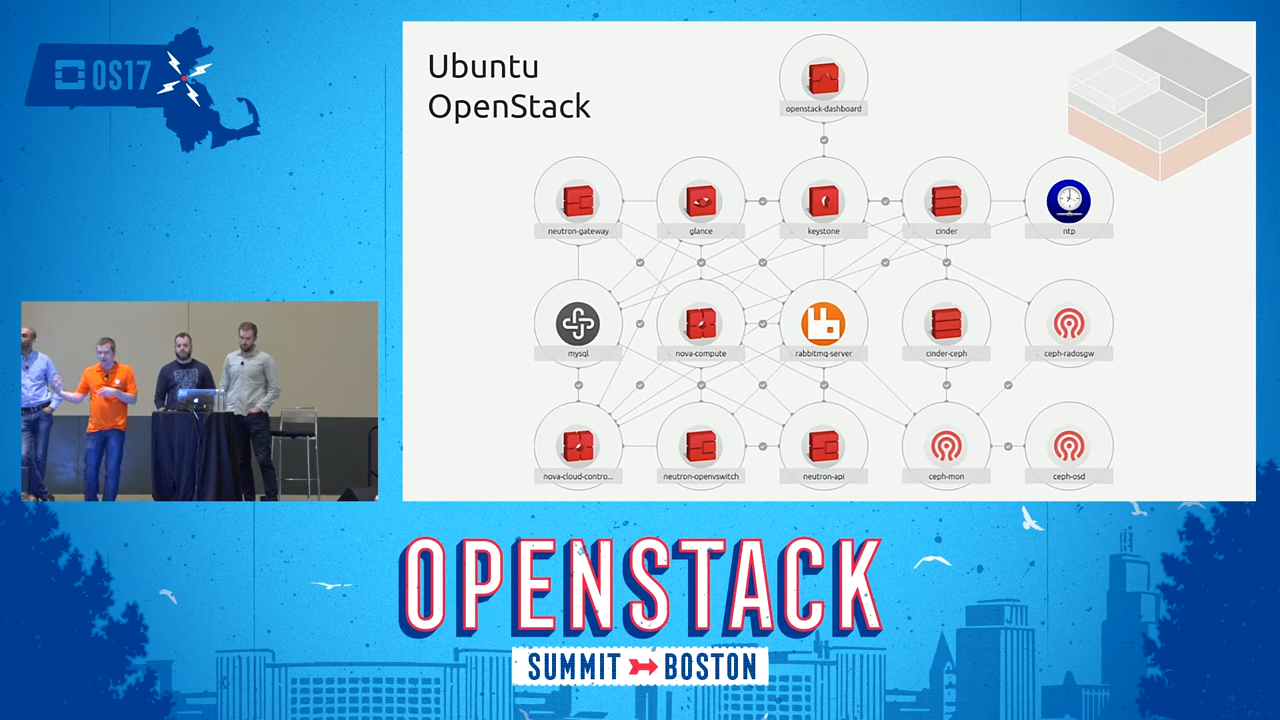 OS17
Ubuntu
OpenStack
openstack-dashboard
neutron-gateway
glance
keystone
cinder
ntp
mysql
nova-compute
rabbitmq-server
cinder-ceph
ceph-radosgw
nova-cloud-contro...
neutron-openvswitch
neutron-api
ceph-mon
ceph-osd
OPENSTACK
SUMMIT BOSTON